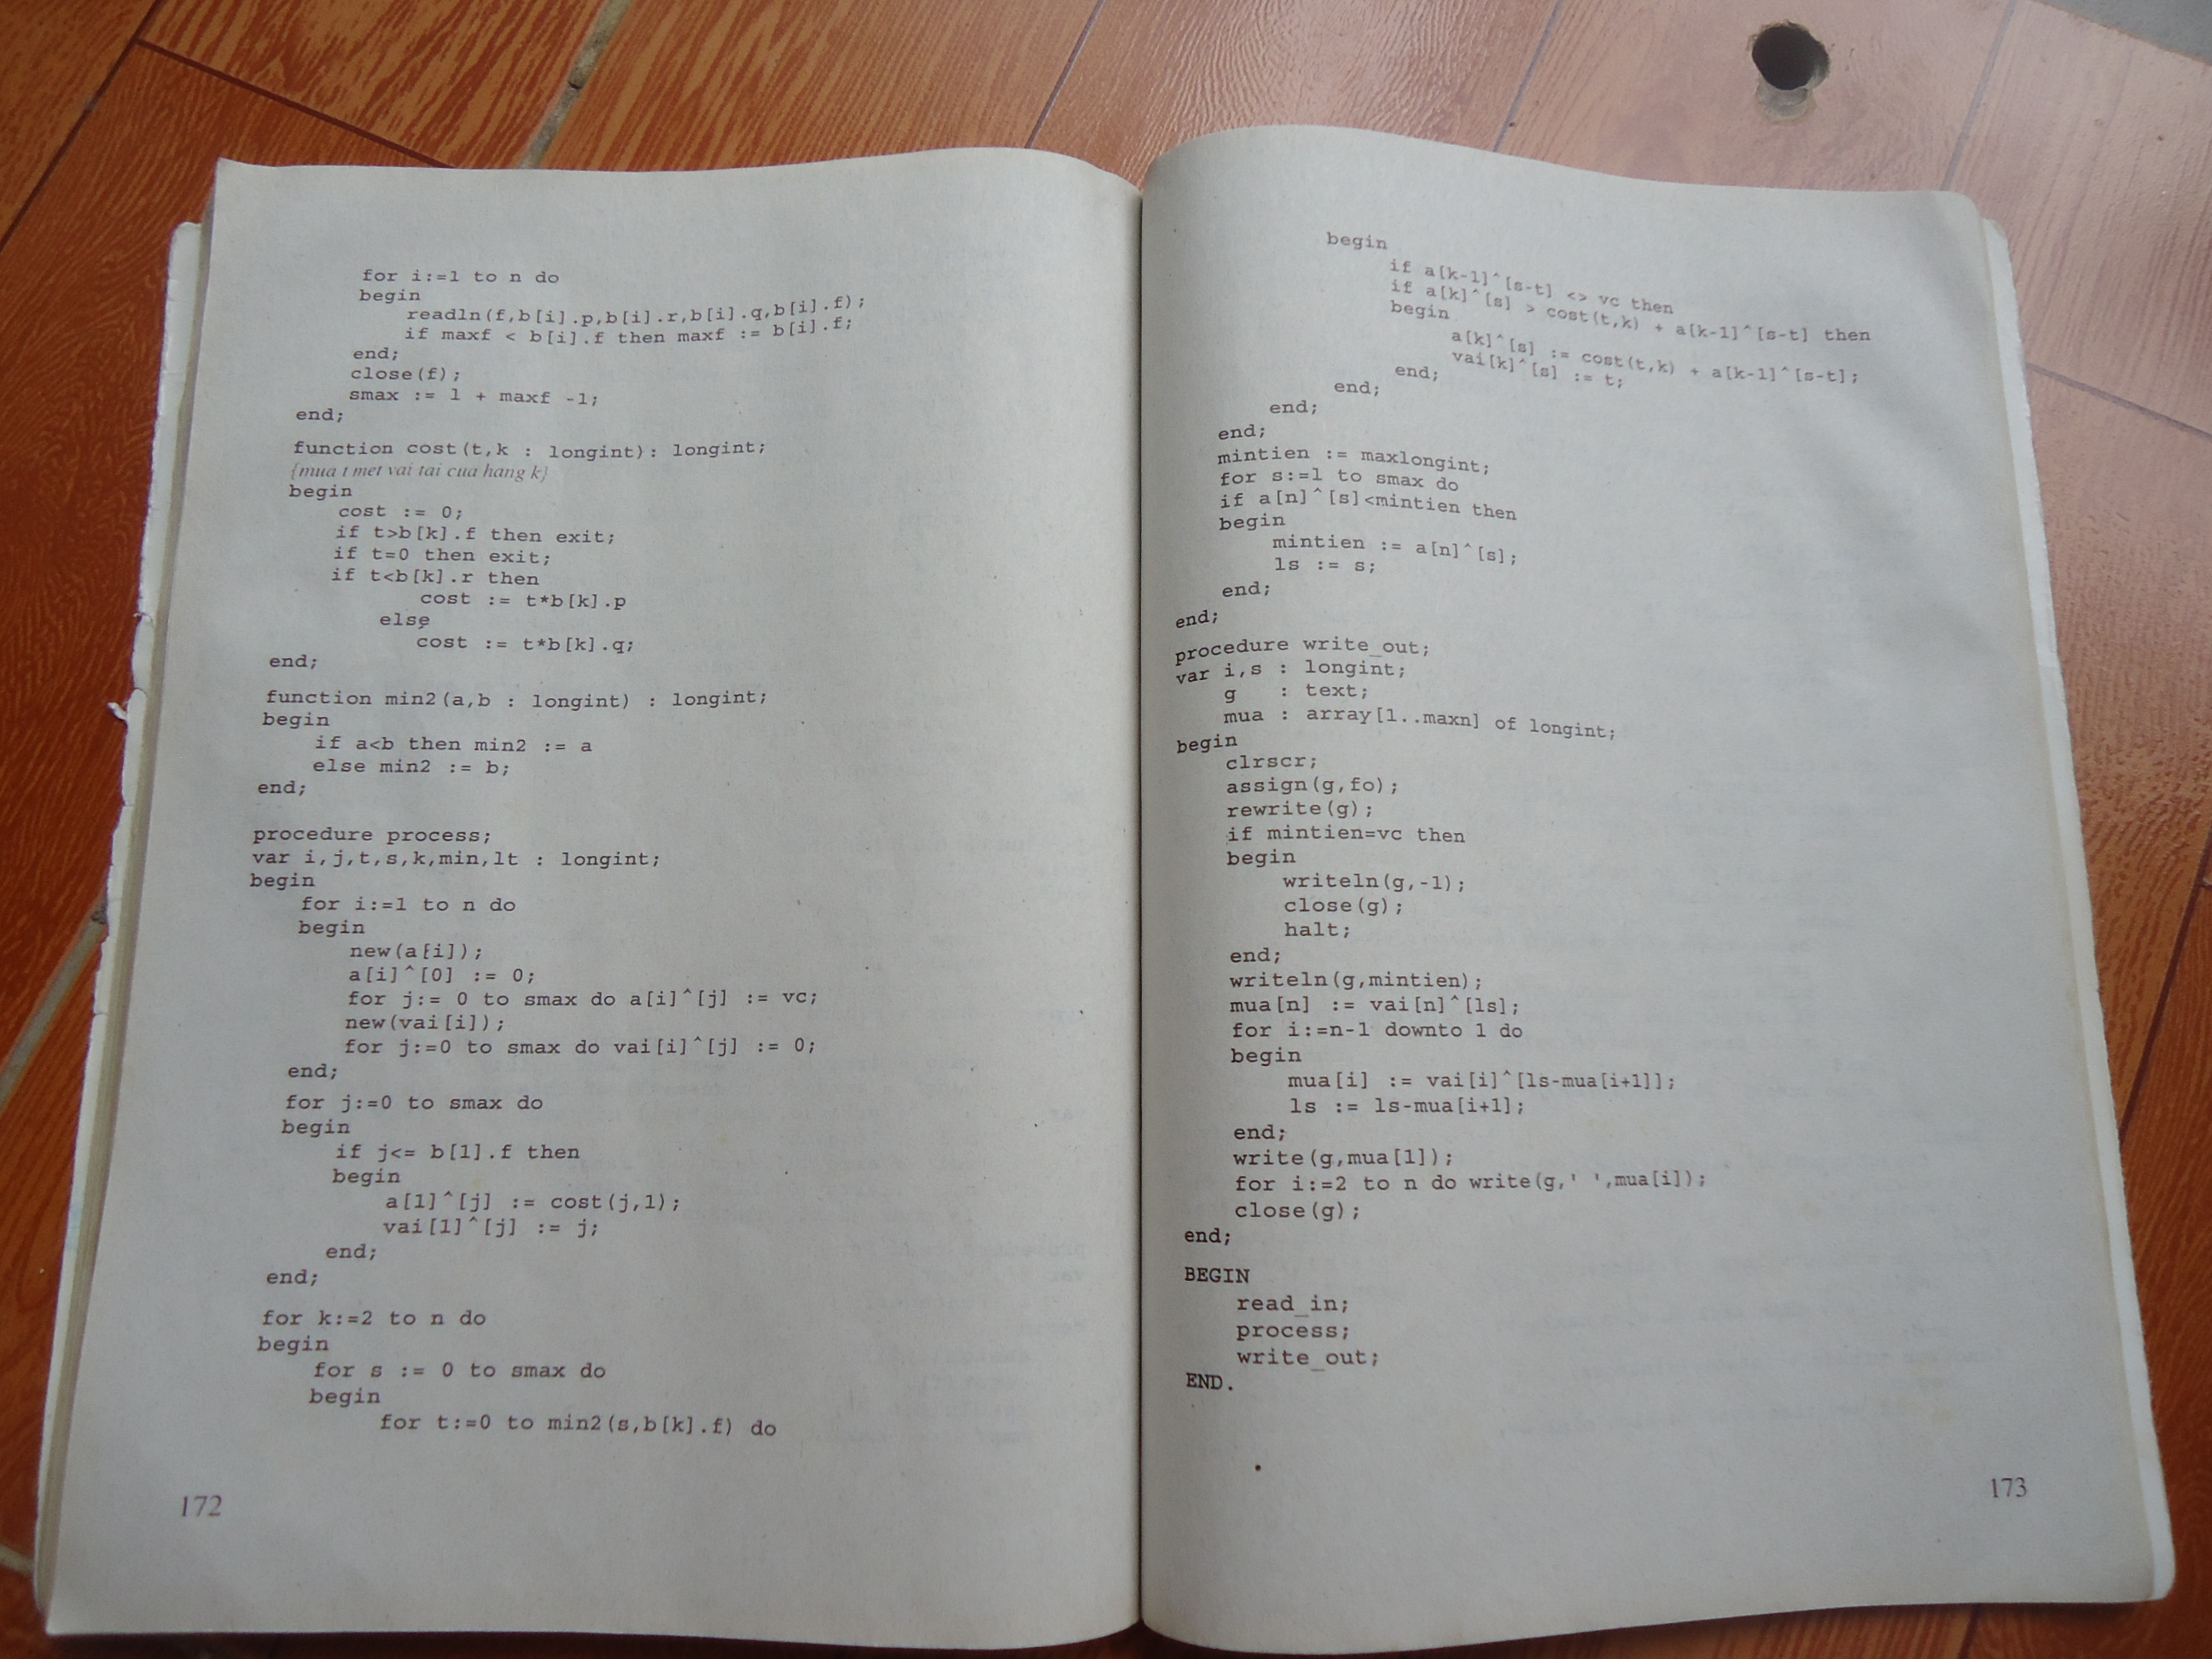 for i:=1 to n do
begin
readln(f,b[i].p,b[i].r,b[i].q,b[i].f);
if maxf < b[i].f then maxf := b[i].f;
end;
close(f);
smax := l + maxf -1;
end;
function cost(t,k : longint): longint;
{mua t met vai tai cua hang k}
begin
cost := 0;
if t>b[k].f then exit;
if t=0 then exit;
if t<b[k].r then
cost := t*b[k].p
else
cost := t*b[k].q;
end;
function min2(a,b : longint) : longint;
begin
if a<b then min2 := a
else min2 := b;
end;
procedure process;
var i,j,t,s,k,min,lt : longint;
begin
for i:=1 to n do
begin
new(a[i]);
a[i]^[0] := 0;
for j:= 0 to smax do a[i]^[j] := vc;
new(vai[i]);
for j:=0 to smax do vai[i]^[j] := 0;
end;
for j:=0 to smax do
begin
if j<= b[1].f then
begin
a[1]^[j] := cost(j,1);
vai[1]^[j] := j;
end;
end;
for k:=2 to n do
begin
for s := 0 to smax do
begin
for t:=0 to min2(s,b[k].f) do
172
begin
if a[k-1]^[s-t] <> vc then
if a[k]^[s] > cost(t,k) + a[k-1]^[s-t] then
begin
a[k]^[s] := cost(t,k) + a[k-1]^[s-t];
vai[k]^[s] := t;
end;
end;
end;
end;
mintien := maxlongint;
for s:=l to smax do
if a[n]^[s]<mintien then
begin
mintien := a[n]^[s];
ls := s;
end;
end;
procedure write_out;
var i,s : longint;
g : text;
mua : array[1..maxn] of longint;
begin
clrscr;
assign(g,fo);
rewrite(g);
if mintien=vc then
begin
writeln(g,-1);
close(g);
halt;
end;
writeln(g,mintien);
mua[n] := vai[n]^[ls];
for i:=n-1 downto 1 do
begin
mua[i] := vai[i]^[ls-mua[i+1]];
ls := ls-mua[i+1];
end;
write(g,mua[1]);
for i:=2 to n do write(g,' ',mua[i]);
close(g);
end;
BEGIN
read_in;
process;
write_out;
END.
173